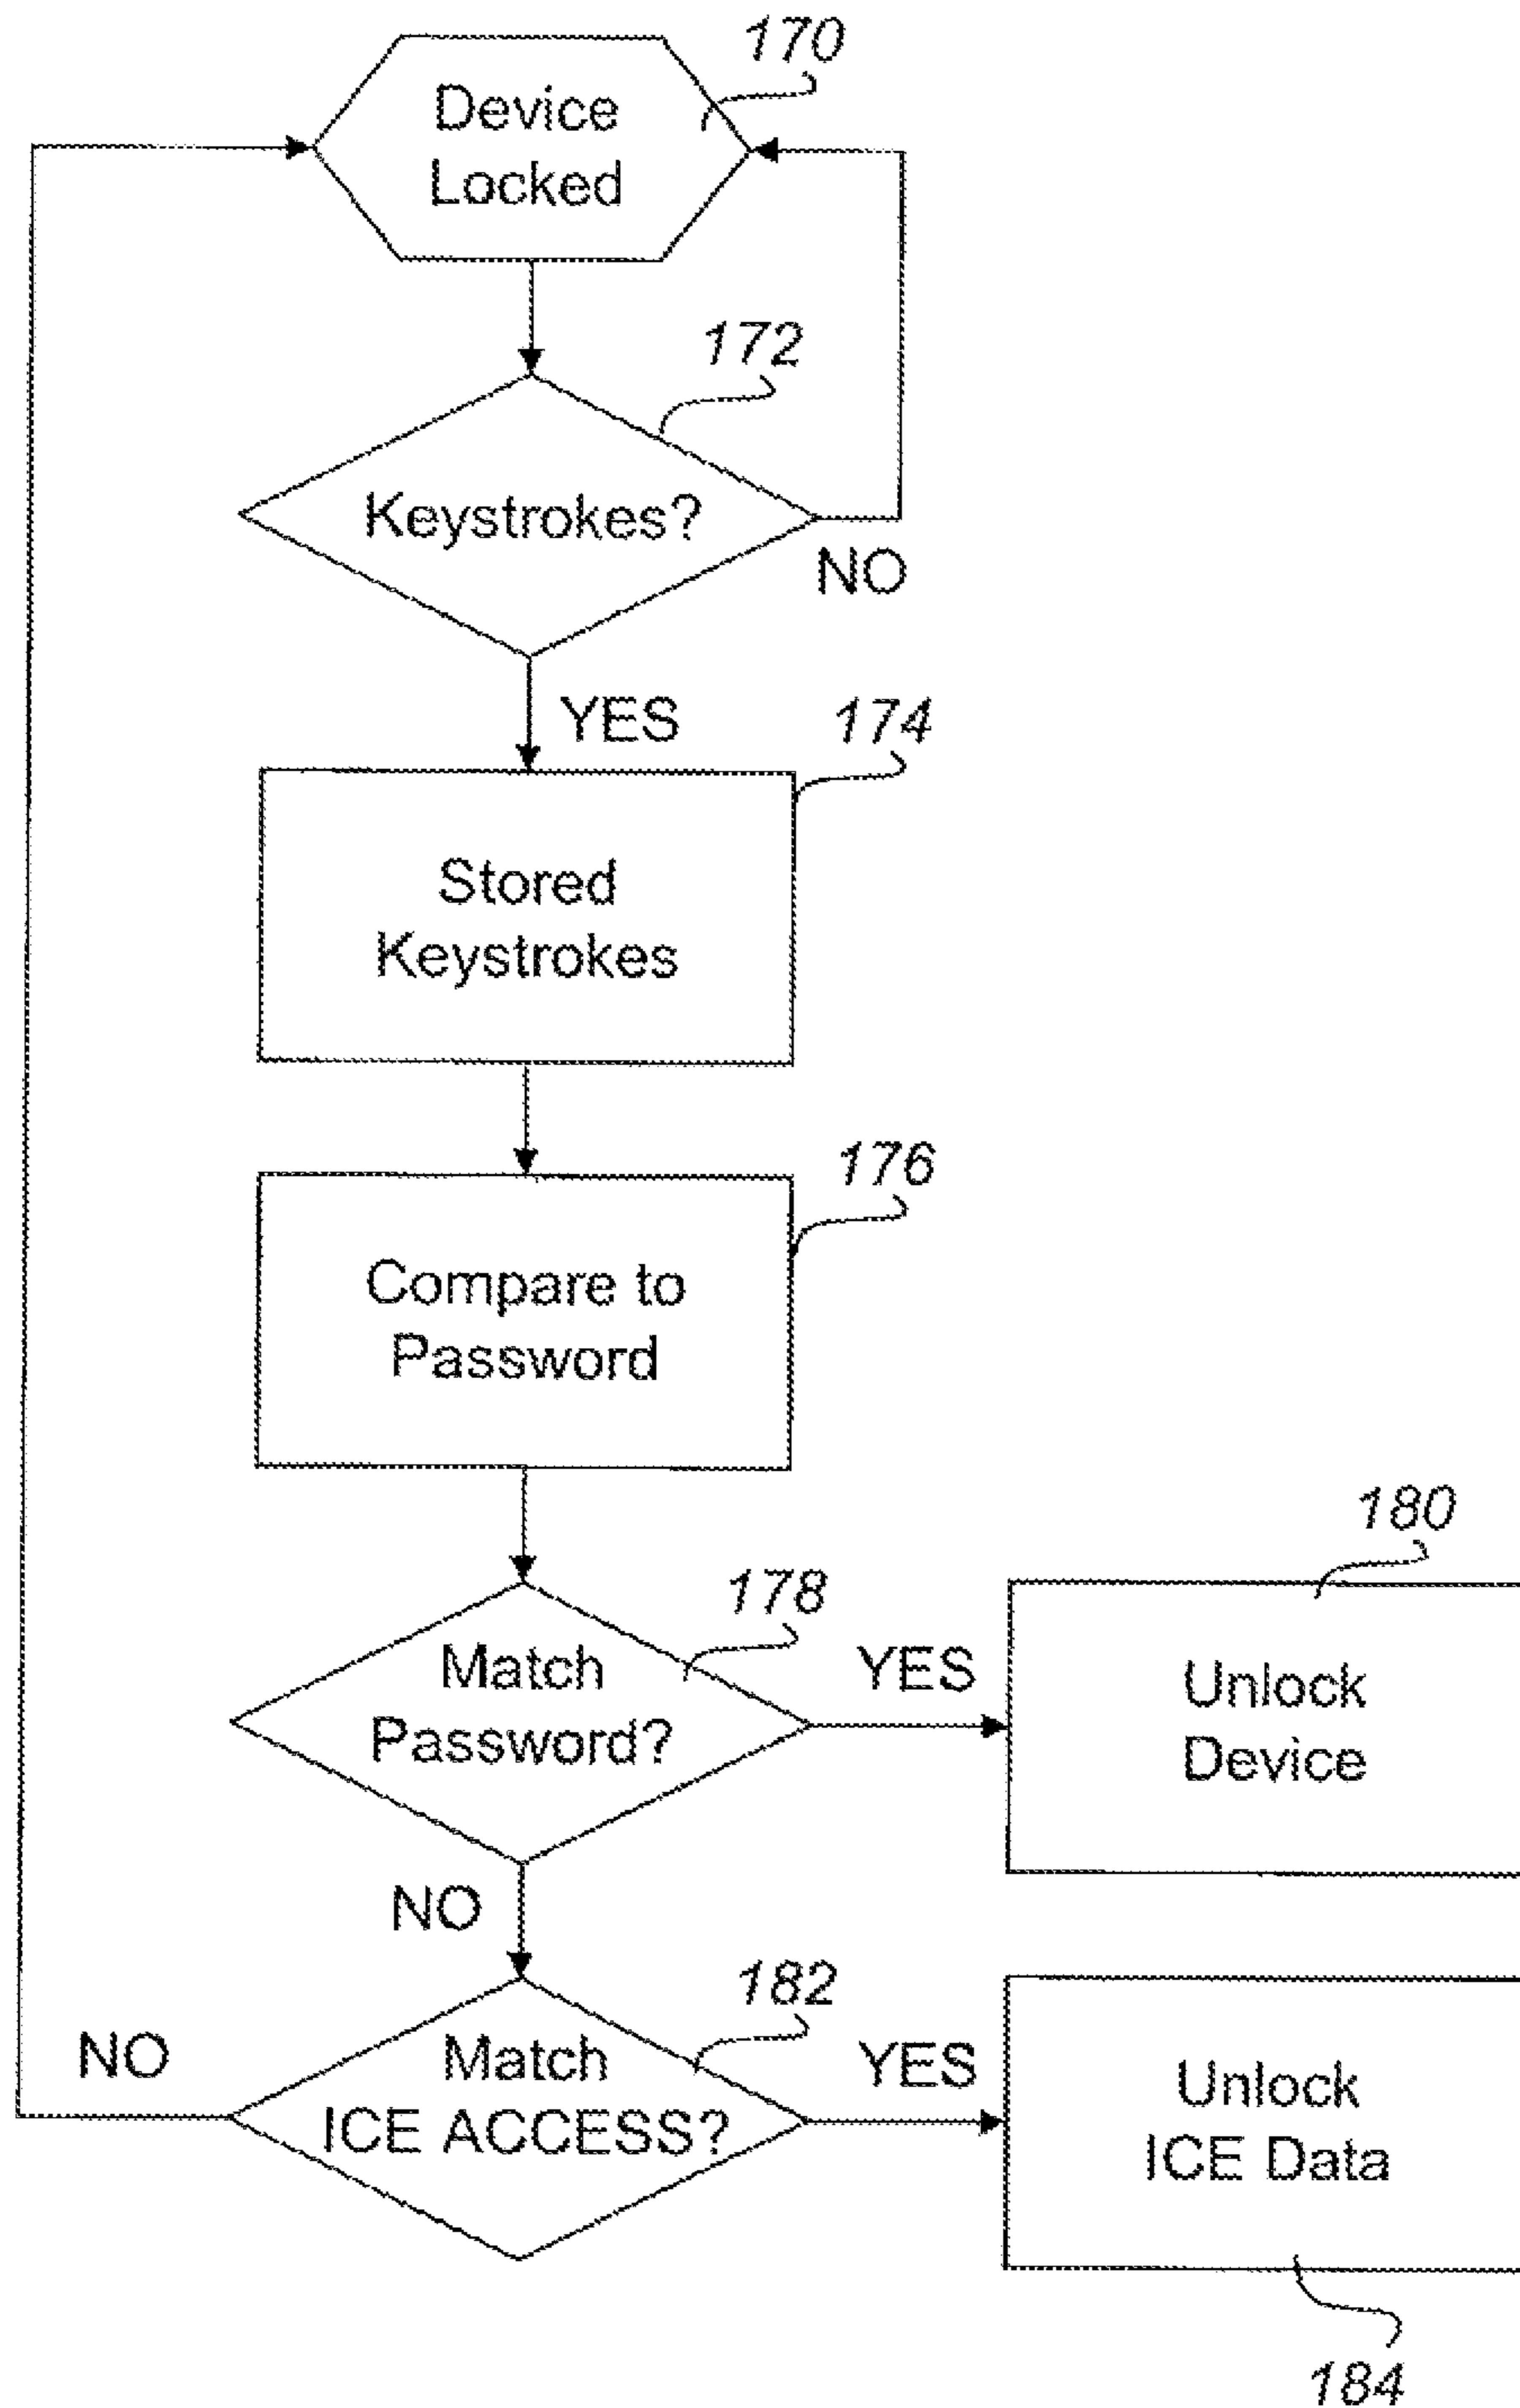 170
Device
Locked
172
Keystrokes?
NO
YES
174
Stored
Keystrokes
176
Compare to
Password
178
Match
Password?
YES
180
Unlock
Device
NO
182
Match
ICE ACCESS?
NO
YES
Unlock
ICE Data
184